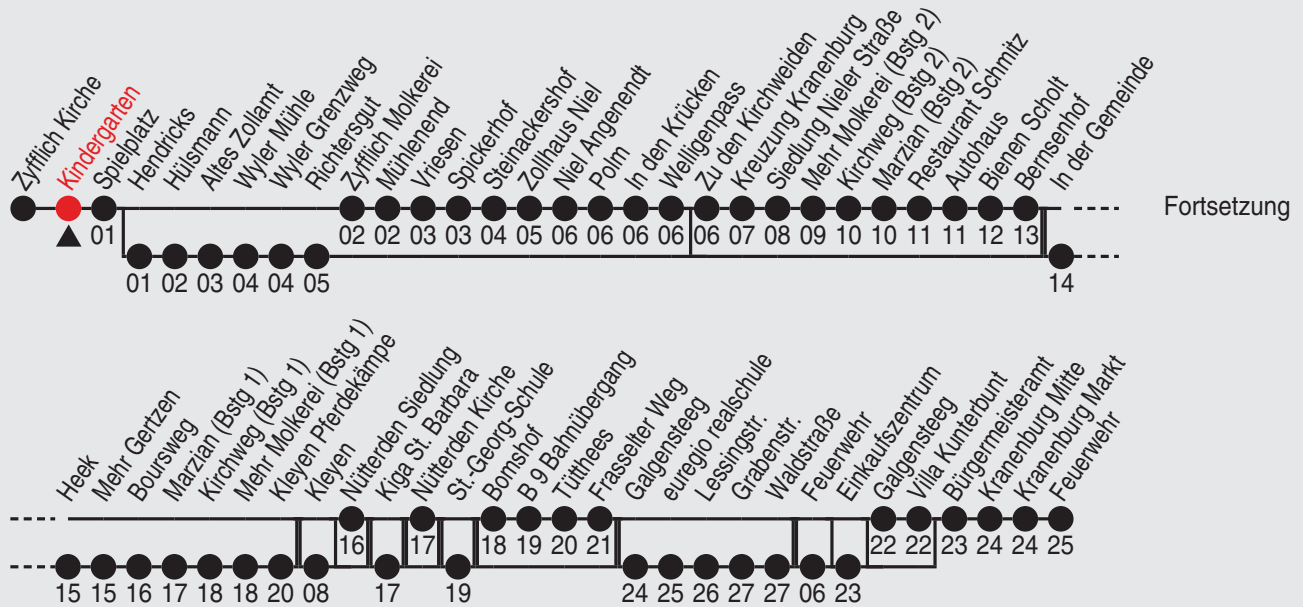 Zyfflich Kirche
Kindergarten
Spielplatz
Hendricks
Hülsmann
Altes Zollamt
Wyler Mühle
Wyler Grenzweg
Richtersgut
Zyfflich Molkerei
Mühlenend
Vriesen
Spickerhof
Steinackershof
Zollhaus Niel
Niel Angenendt
Polm
In den Krücken
Welligenpass
Zu den Kirchweiden
Kreuzung Kranenburg
Siedlung Nieler Straße
Mehr Molkerei (Bstg 2)
Kirchweg (Bstg 2)
Marzian (Bstg 2)
Restaurant Schmitz
Autohaus
Bienen Scholt
Bernsenhof
In der Gemeinde
Fortsetzung
01 02 02 03 03 04 05 06 06 06 06 06 07 08 09 10 10 11 11 12 13
01 02 03 04 04 05 14
Heek
Mehr Gertzen
Boursweg
Marzian (Bstg 1)
Kirchweg (Bstg 1)
Mehr Molkerei (Bstg 1)
Kleyen Pferdekämpe
Kleyen
Nütterden Siedlung
Kiga St. Barbara
Nütterden Kirche
St.-Georg-Schule
Bomshof
B 9 Bahnübergang
Tütthees
Frasselter Weg
Galgensteeg
euregio realschule
Lessingstr.
Grabenstr.
Waldstraße
Feuerwehr
Einkaufszentrum
Galgensteeg
Villa Kunterbunt
Bürgermeisteramt
Kranenburg Mitte
Kranenburg Markt
Feuerwehr
16 17 18 19 20 21 22 22 23 24 24 25
15 15 16 17 18 18 20 08 17 19 24 25 26 27 27 06 23